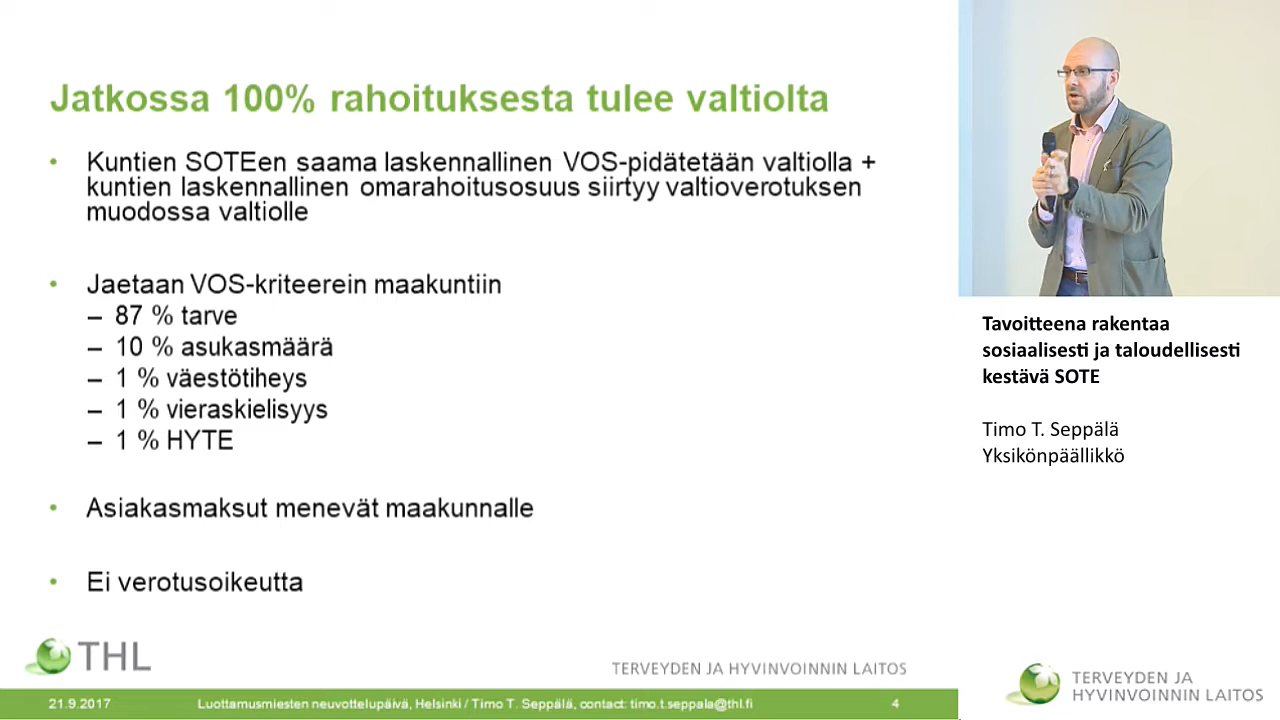 Jatkossa 100% rahoituksesta tulee valtiolta
• Kuntien SOTEen saama laskennallinen VOS-pidätetään valtiolla +
kuntien laskennallinen omarahoitusosuus siirtyy valtioverotuksen
muodossa valtiolle
• Jaetaan VOS-kriteerein maakuntiin
– 87 % tarve
– 10 % asukasmäärä
– 1 % väestötiheys
– 1 % vieraskielisyys
– 1 % HYTE
• Asiakasmaksut menevät maakunnalle
• Ei verotusoikeutta
THL
TERVEYDEN JA HYVINVOINNIN LAITOS
21.9.2017
Luottamusmiesten neuvottelupäivä, Helsinki / Timo T. Seppälä, contact: timo.t.seppala@thl.fi
4
Tavoitteena rakentaa
sosiaalisesti ja taloudellisesti
kestävä SOTE
Timo T. Seppälä
Yksikönpäällikkö
TERVEYDEN JA
HYVINVOINNIN LAITOS